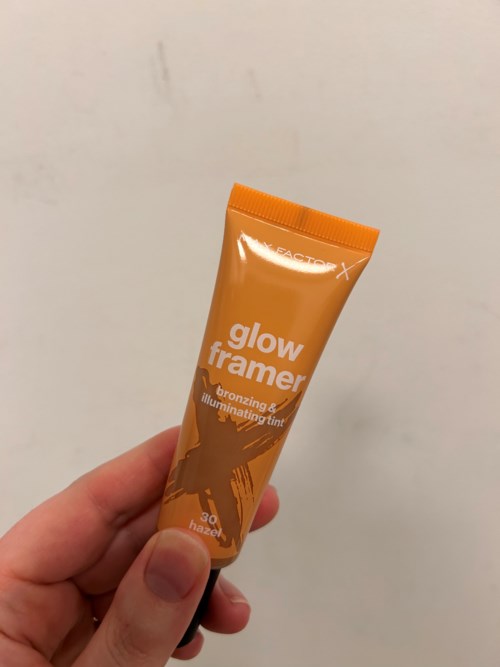 MAX FACTOR X
glow
framer
bronzing &
illuminating tint
30
hazel